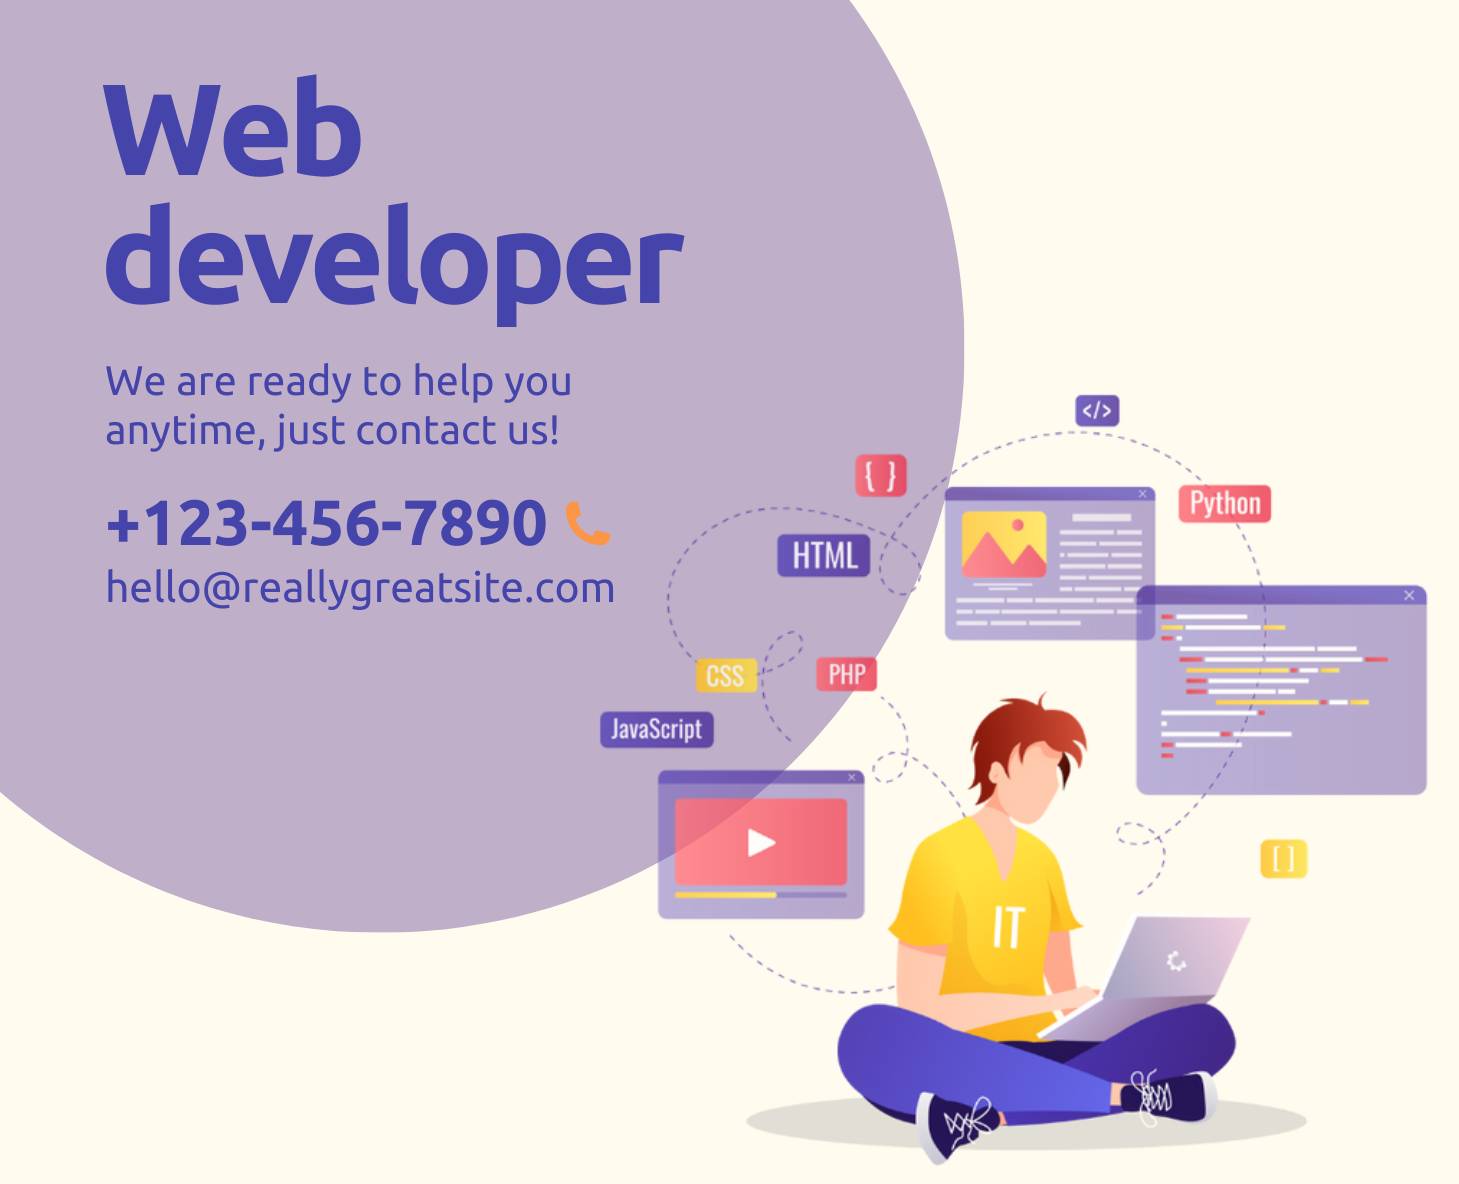 Web
developer
We are ready to help you
anytime, just contact us!
+123-456-7890
hello@reallygreatsite.com
</>
{ }
Python
HTML
CSS
PHP
JavaScript
[ ]
IT